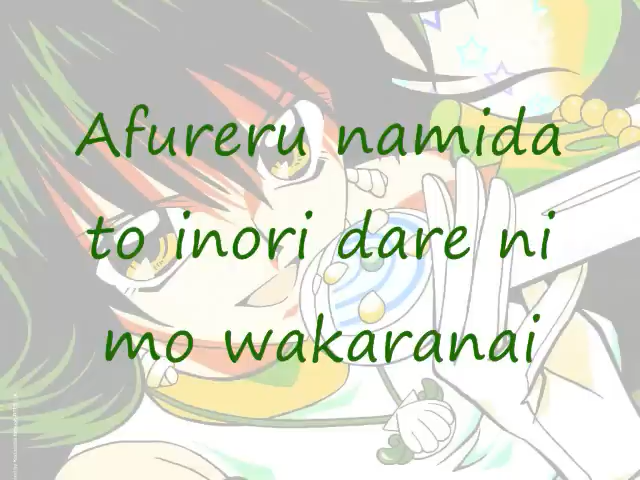 Afureru namida
to inori dare ni
mo wakaranai